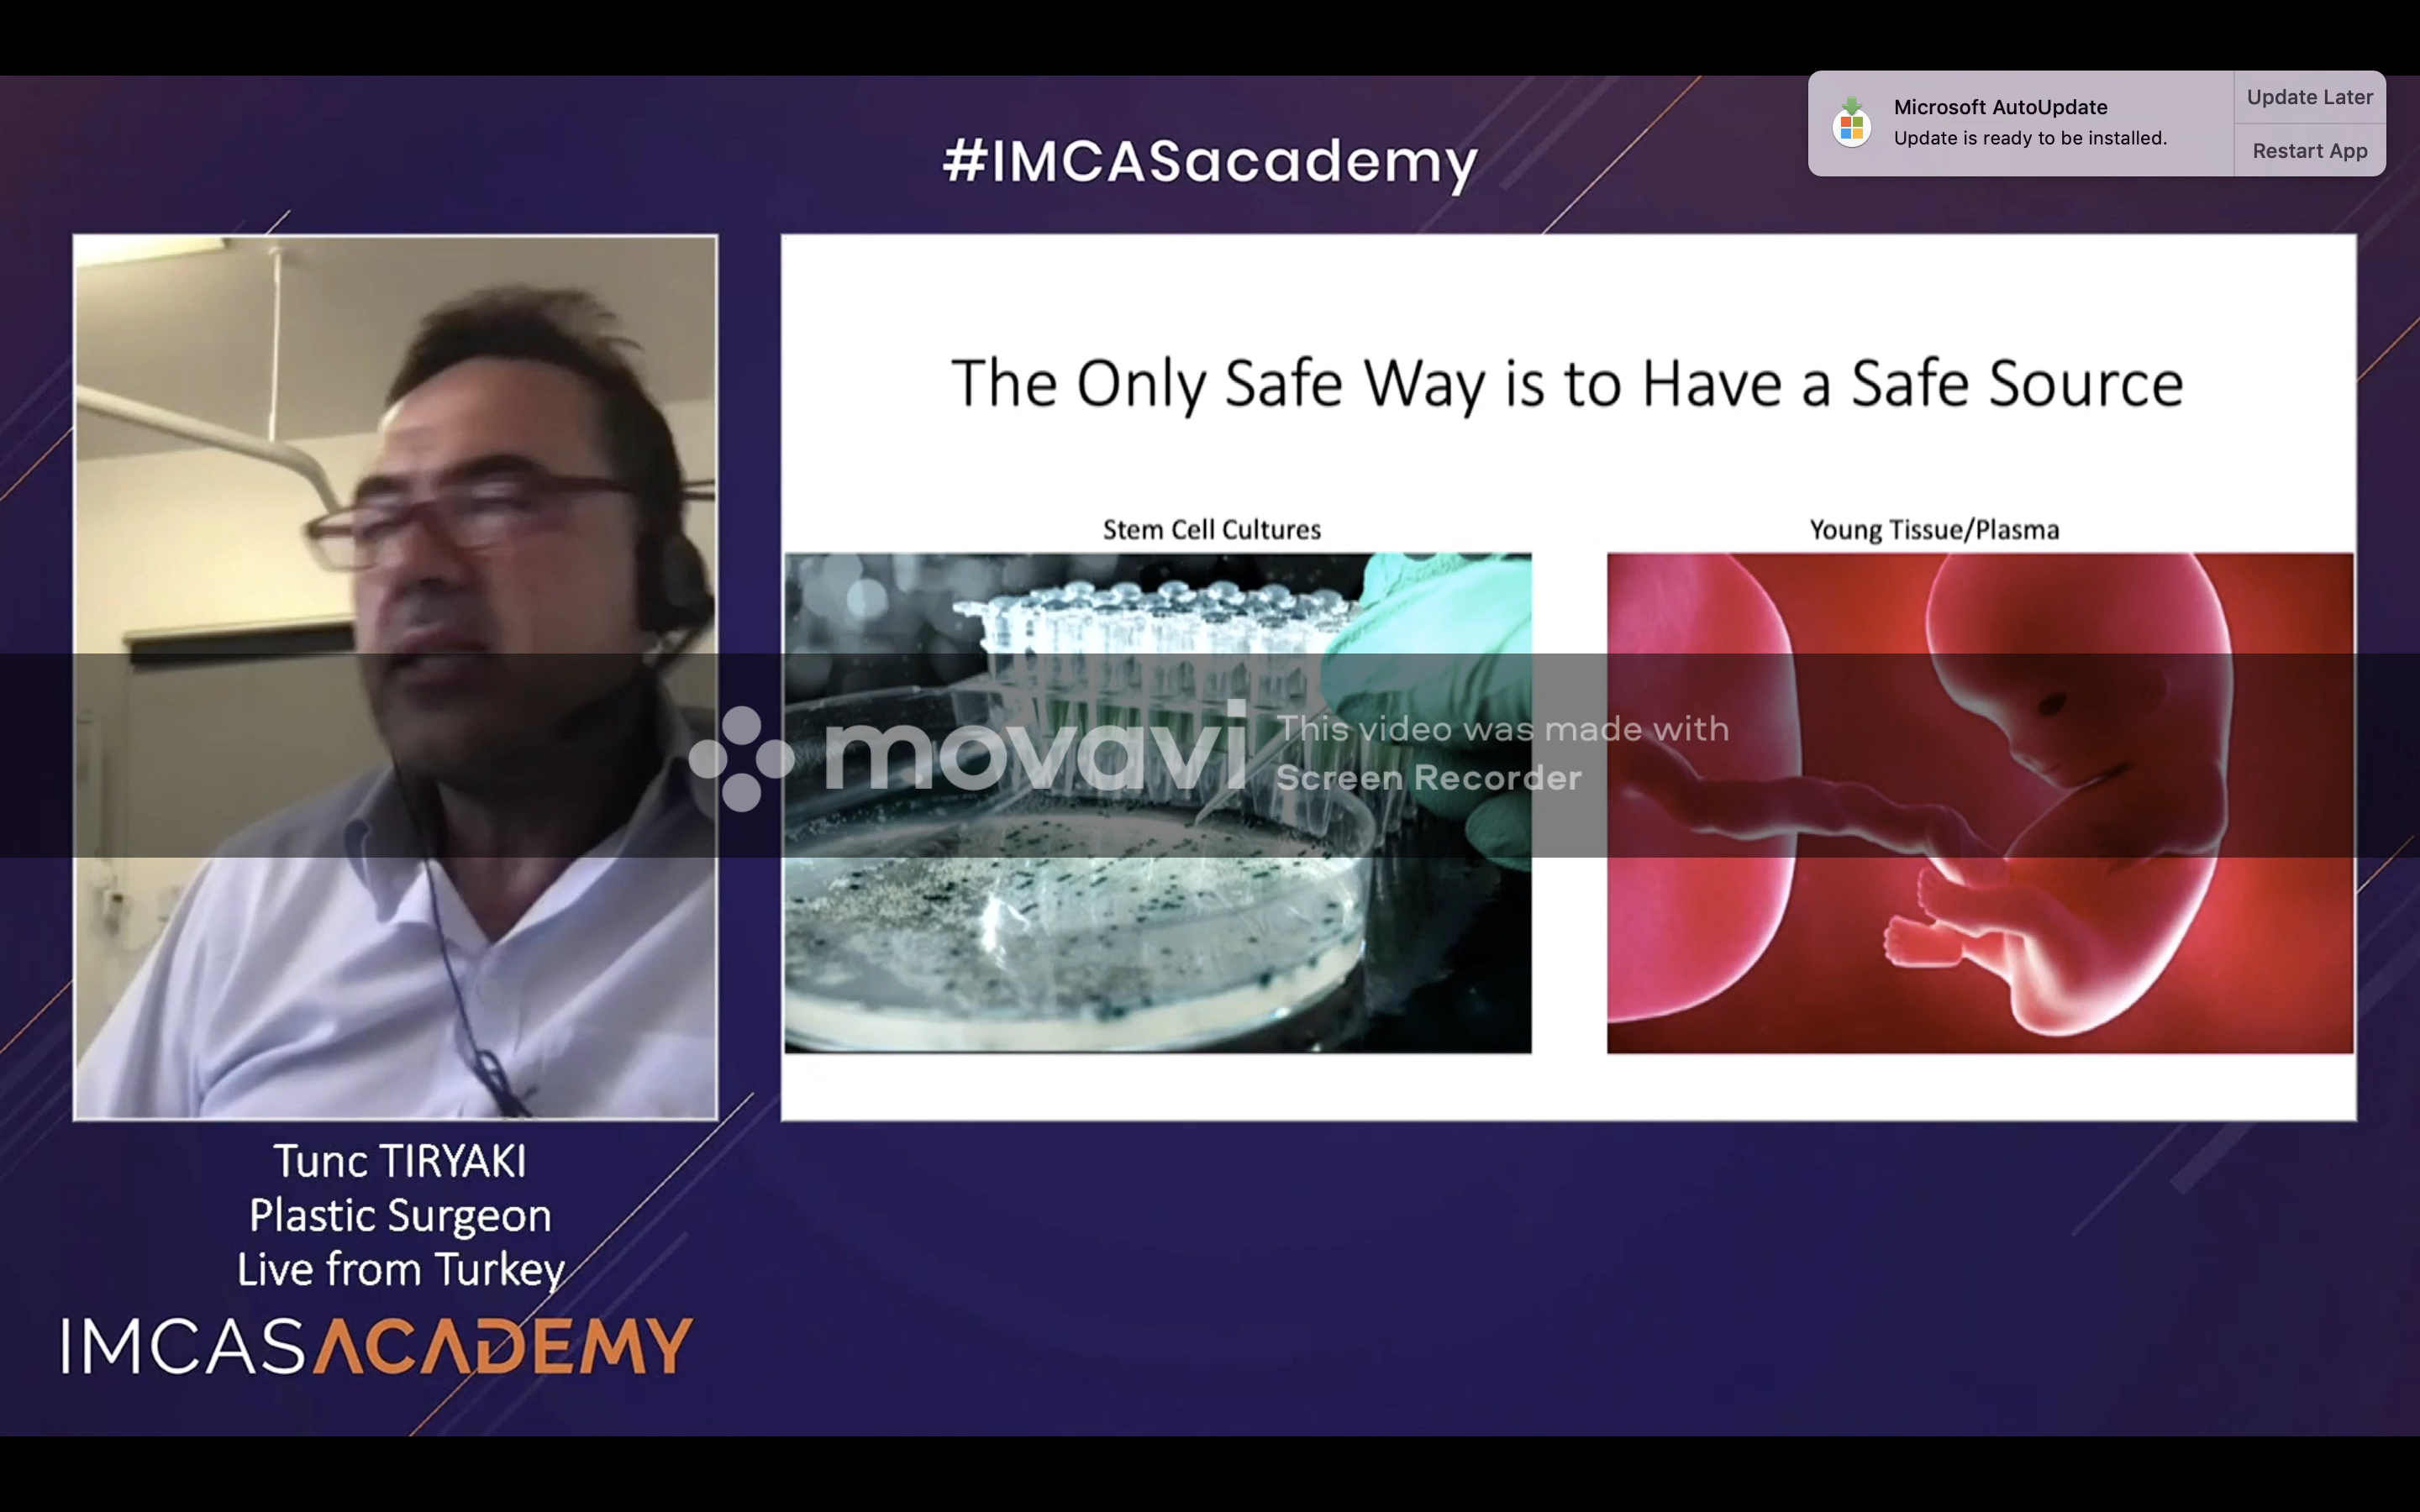 #IMCASacademy
Microsoft AutoUpdate
Update is ready to be installed.
Update Later
Restart App
The Only Safe Way is to Have a Safe Source
Stem Cell Cultures
Young Tissue/Plasma
movavi
This video was made with
Screen Recorder
Tunc TIRYAKI
Plastic Surgeon
Live from Turkey
IMCASACADEMY